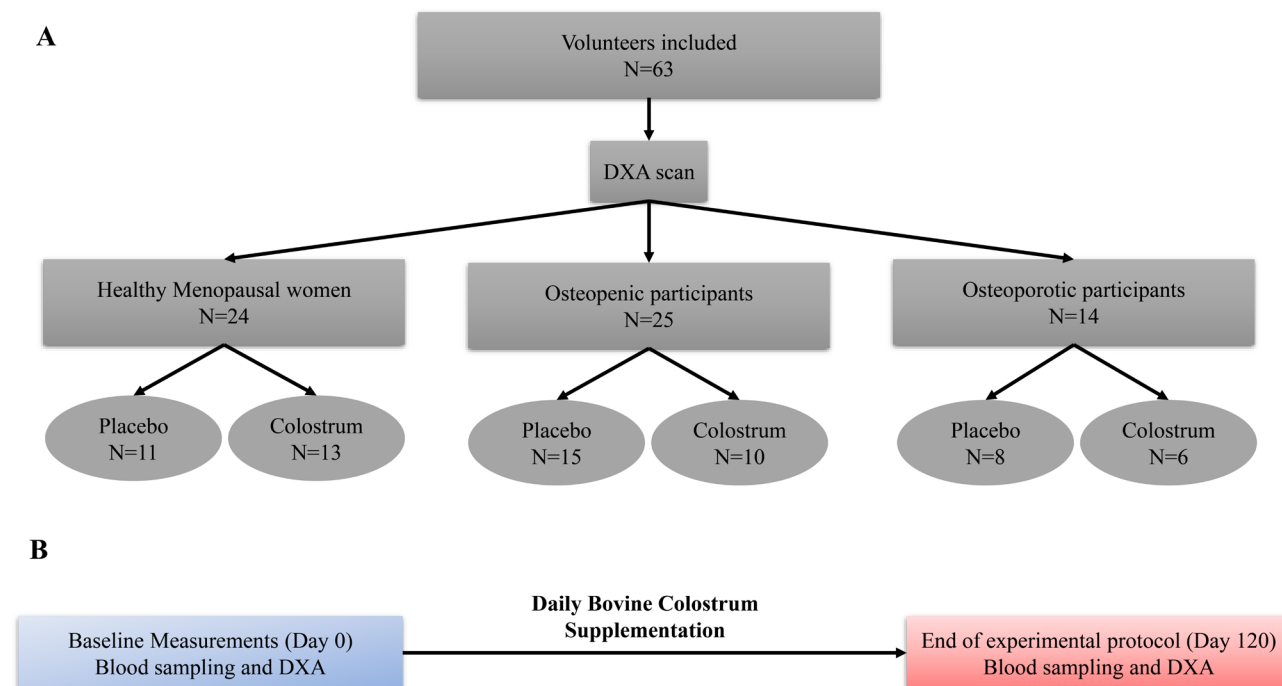 A
Volunteers included
N=63
DXA scan
Healthy Menopausal women
N=24
Osteopenic participants
N=25
Osteoporotic participants
N=14
Placebo
N=11
Colostrum
N=13
Placebo
N=15
Colostrum
N=10
Placebo
N=8
Colostrum
N=6
B
Baseline Measurements (Day 0)
Blood sampling and DXA
Daily Bovine Colostrum
Supplementation
End of experimental protocol (Day 120)
Blood sampling and DXA